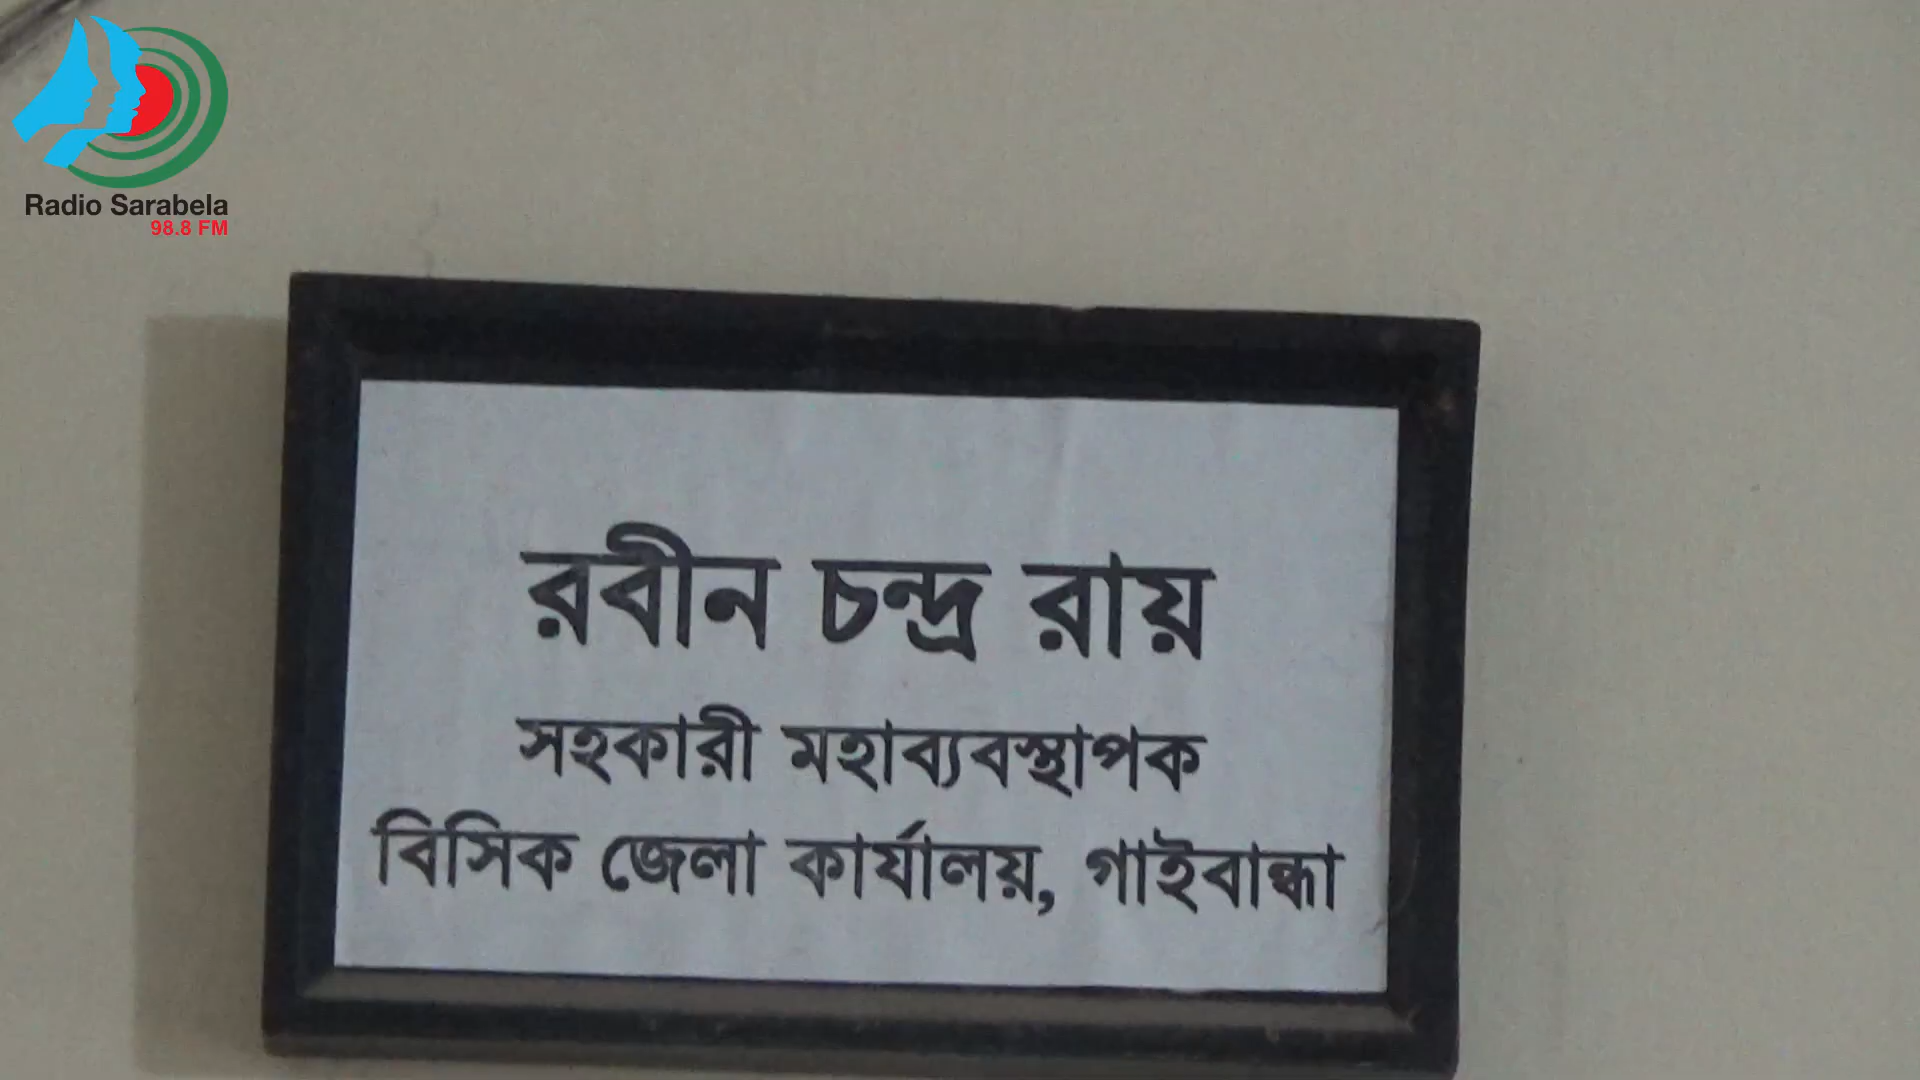 Radio Sarabela
98.8 FM
রবীন চন্দ্র রায়
সহকারী মহাব্যবস্থাপক
বিসিক জেলা কার্যালয়, গাইবান্ধা